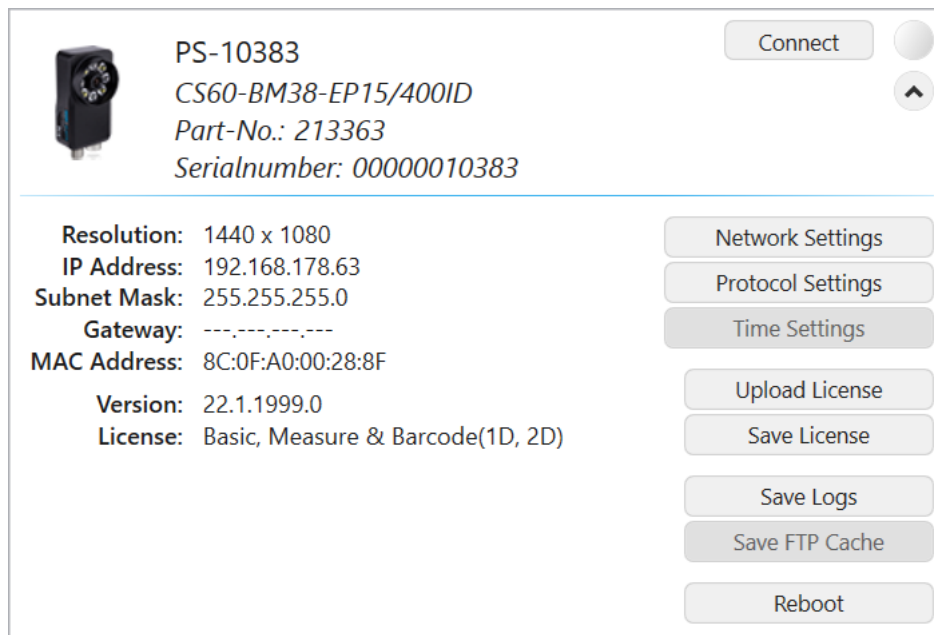 Connect
PS-10383
CS60-BM38-EP15/400ID
Part-No.: 213363
Serialnumber: 00000010383
Resolution: 1440 x 1080
IP Address: 192.168.178.63
Subnet Mask: 255.255.255.0
Gateway: ---.---.---.---
MAC Address: 8C:0F:A0:00:28:8F
Version: 22.1.1999.0
License: Basic, Measure & Barcode(1D, 2D)
Network Settings
Protocol Settings
Time Settings
Upload License
Save License
Save Logs
Save FTP Cache
Reboot